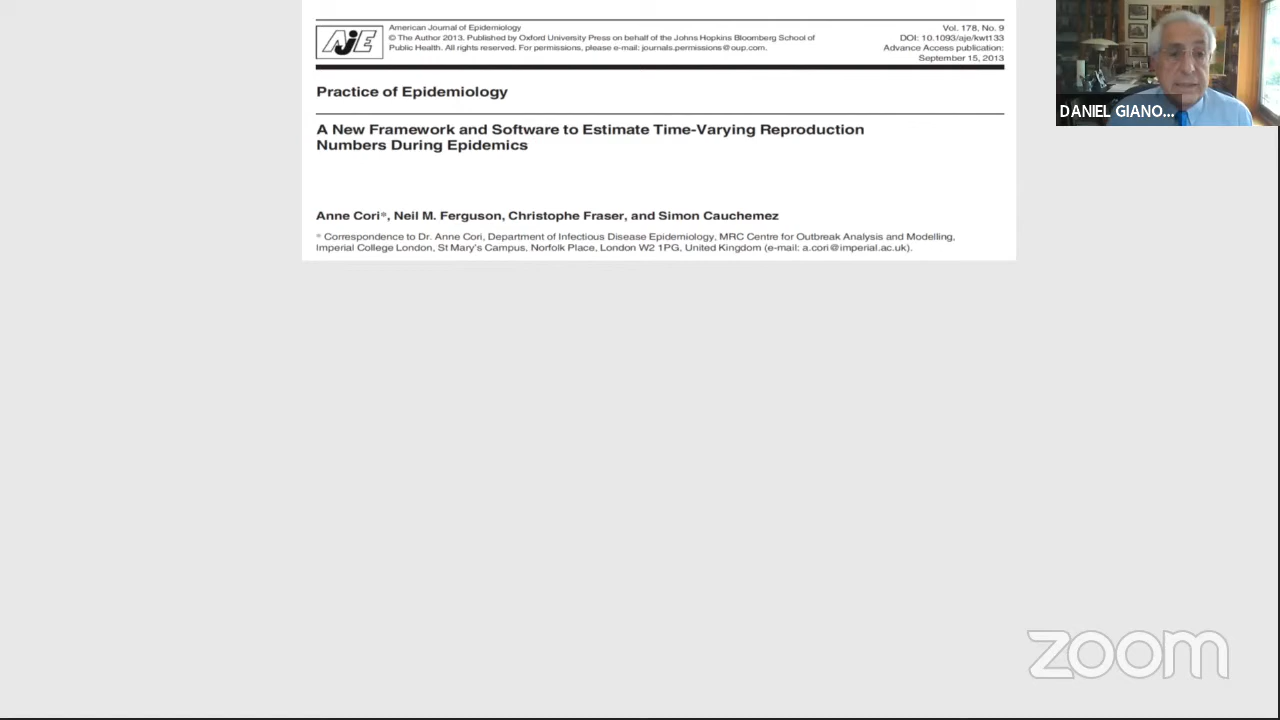 AJE
American Journal of Epidemiology
© The Author 2013. Published by Oxford University Press on behalf of the Johns Hopkins Bloomberg School of
Public Health. All rights reserved. For permissions, please e-mail: journals.permissions@oup.com.
Vol. 178, No. 9
DOI: 10.1093/aje/kwt133
Advance Access publication:
September 15, 2013
Practice of Epidemiology
A New Framework and Software to Estimate Time-Varying Reproduction
Numbers During Epidemics
Anne Cori*, Neil M. Ferguson, Christophe Fraser, and Simon Cauchemez
* Correspondence to Dr. Anne Cori, Department of Infectious Disease Epidemiology, MRC Centre for Outbreak Analysis and Modelling,
Imperial College London, St Mary's Campus, Norfolk Place, London W2 1PG, United Kingdom (e-mail: a.cori@imperial.ac.uk).
DANIEL GIANO...
zoom